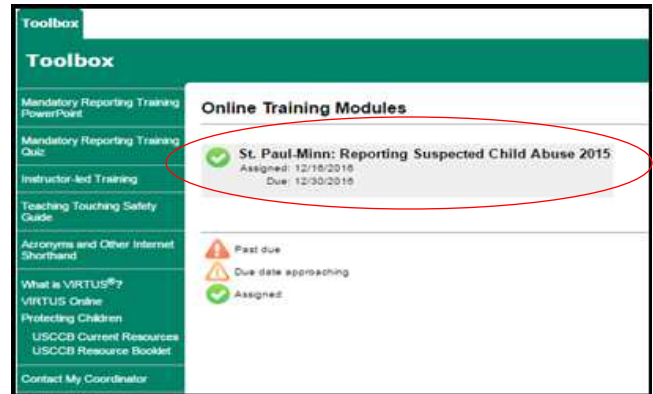 Toolbox
Toolbox
Mandatory Reporting Training
PowerPoint
Mandatory Reporting Training
Quiz
Instructor-led Training
Teaching Touching Safety
Guide
Acronyms and Other Internet
Shorthand
What is VIRTUS®?
VIRTUS Online
Protecting Children
USCCB Current Resources
USCCB Resource Booklet
Contact My Coordinator
Online Training Modules
St. Paul-Minn: Reporting Suspected Child Abuse 2015
Assigned: 12/16/2016
Due: 12/30/2016
Past due
Due date approaching
Assigned